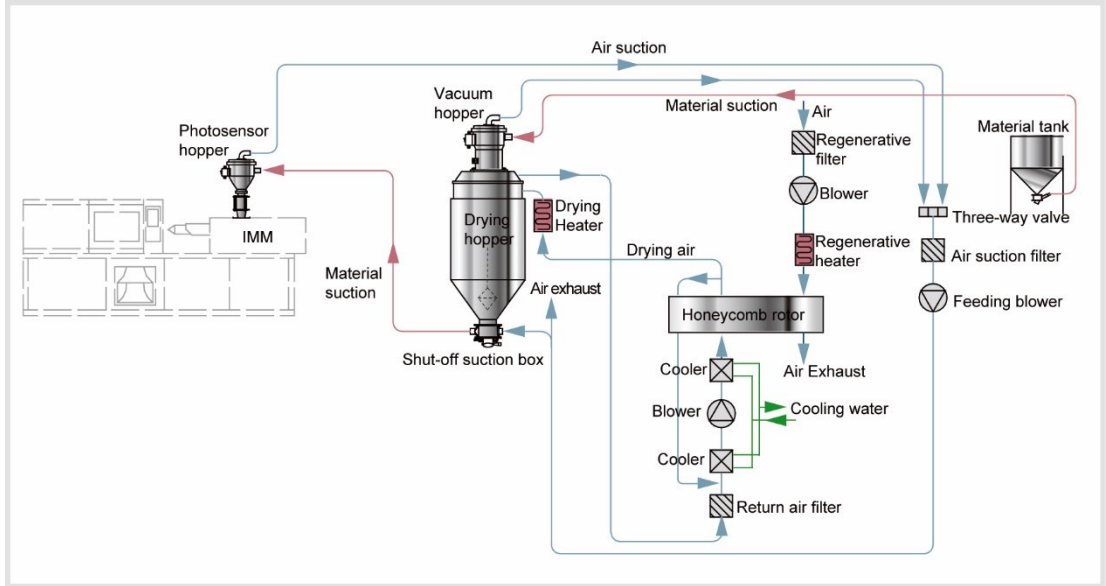 Air suction
Vacuum
hopper
Material suction
Air
Photosensor
hopper
Regenerative
filter
Material tank
Blower
Drying
Heater
Drying
hopper
Three-way valve
IMM
Drying air
Regenerative
heater
Air suction filter
Material
suction
Air exhaust
Feeding blower
Honeycomb rotor
Shut-off suction box
Cooler
Air Exhaust
Blower
Cooling water
Cooler
Return air filter